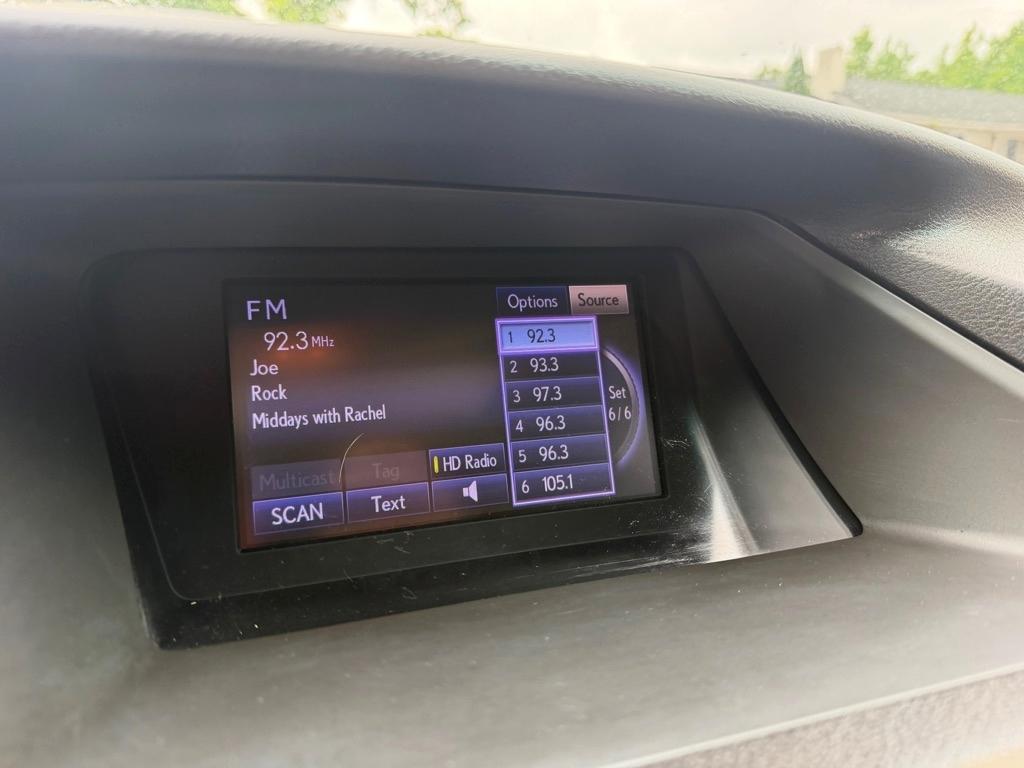 FM
92.3 MHz
Joe
Rock
Middays with Rachel
Multicast
Tag
HD Radio
SCAN
Text
Options
Source
1 92.3
2 93.3
3 97.3
4 96.3
5 96.3
6 105.1
Set
6/6